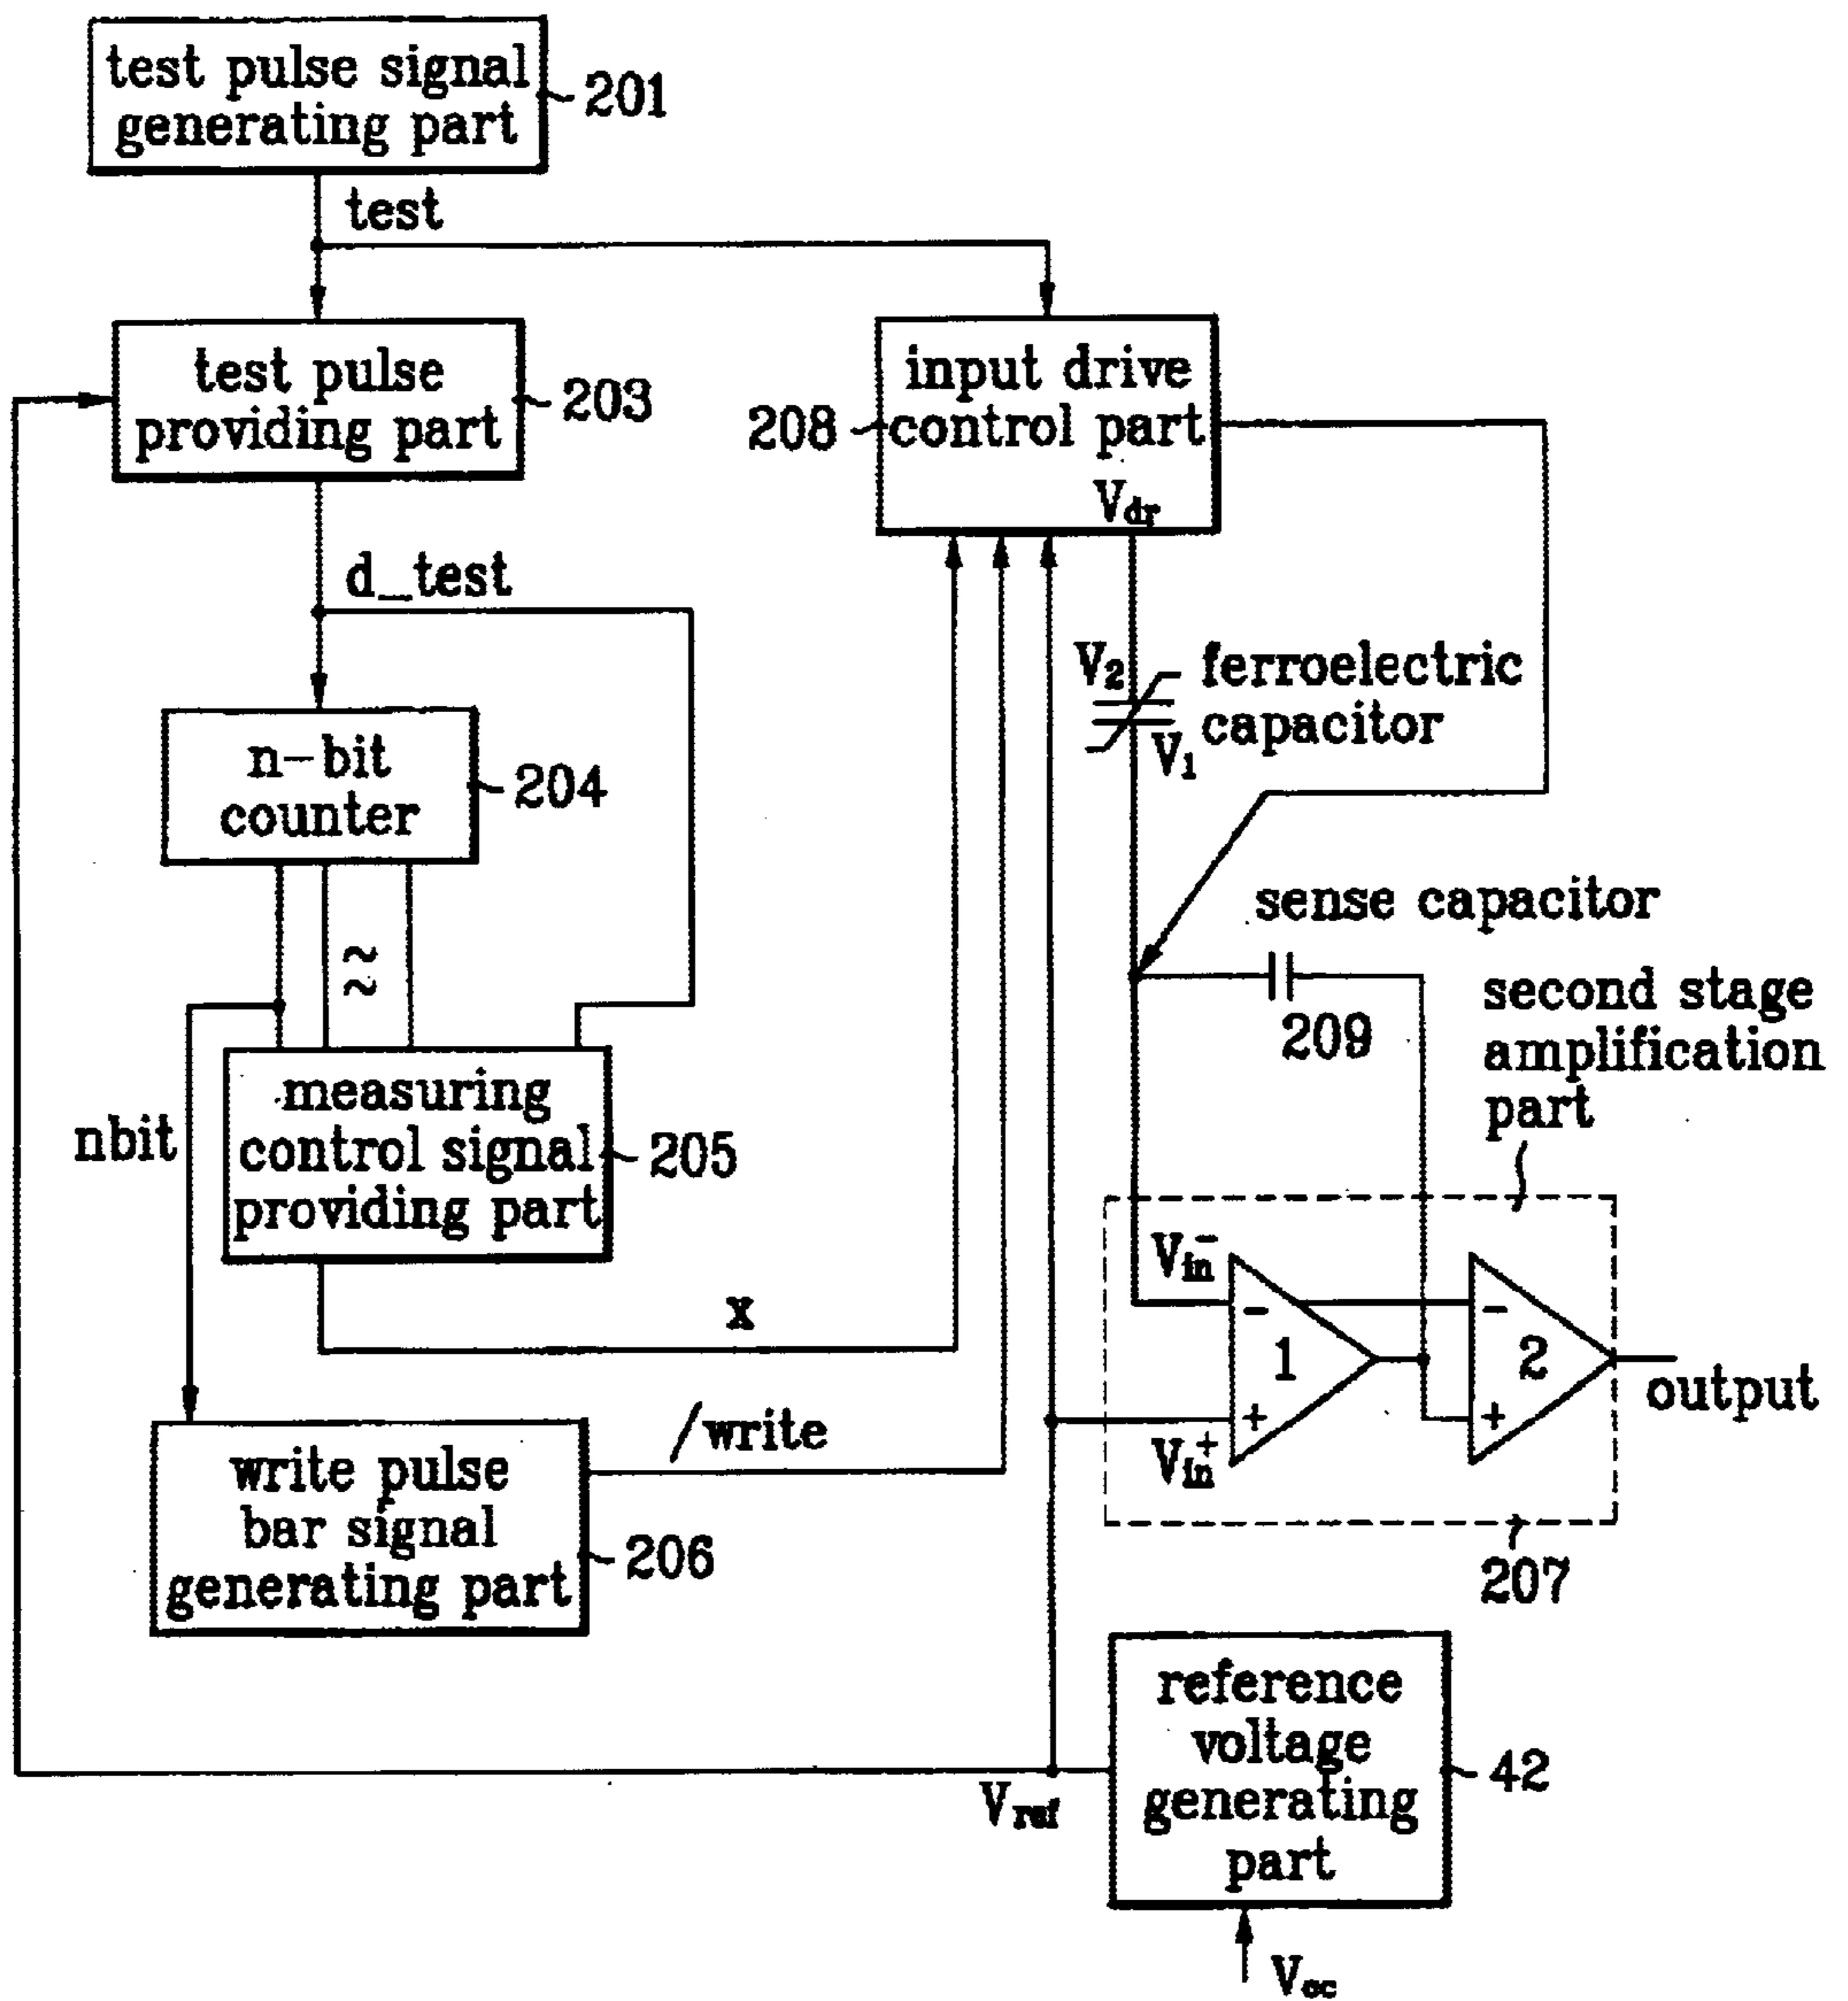 test pulse signal
generating part
201
test
test pulse
providing part
203
input drive
control part
208
Vdr
d_test
V2
ferroelectric
capacitor
V1
n-bit
counter
204
sense capacitor
209
second stage
amplification
part
measuring
control signal
providing part
205
nbit
X
Vin-
-
1
+
Vin+
-
2
+
output
207
/write
write pulse
bar signal
generating part
206
reference
voltage
generating
part
42
Vref
Vcc